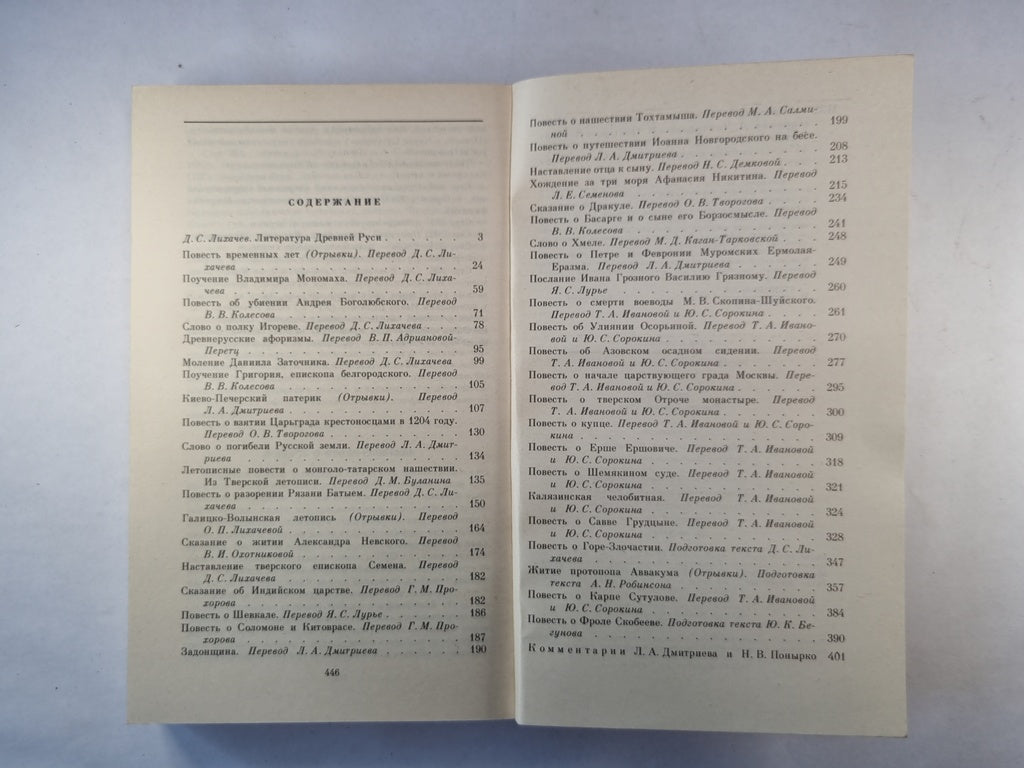 СОДЕРЖАНИЕ
Д. С. Лихачев. Литература Древней Руси . . . . . . 3
Повесть временных лет (Отрывки). Перевод Д. С. Ли-
хачева . . . . . . . . . . . . . 24
Поучение Владимира Мономаха. Перевод Д. С. Лиха-
чева . . . . . . . . . . . . . 59
Повесть об убиении Андрея Боголюбского. Перевод
В. В. Колесова . . . . . . . . . . . 71
Слово о полку Игореве. Перевод Д. С. Лихачева . . . 78
Древнерусские афоризмы. Перевод В. П. Адриановой-
Перетц . . . . . . . . . . . . . 95
Моление Даниила Заточника. Перевод Д. С. Лихачева 99
Поучение Григория, епископа белгородского. Перевод
В. В. Колесова . . . . . . . . . . . 105
Киево-Печерский патерик (Отрывки). Перевод
Л. А. Дмитриева . . . . . . . . . . 107
Повесть о взятии Царьграда крестоносцами в 1204 году.
Перевод О. В. Творогова . . . . . . . . 130
Слово о погибели Русской земли. Перевод Л. А. Дмит-
риева . . . . . . . . . . . . . 134
Летописные повести о монголо-татарском нашествии.
Из Тверской летописи. Перевод Д. М. Буланина 135
Повесть о разорении Рязани Батыем. Перевод Д. С. Ли-
хачева . . . . . . . . . . . . . 150
Галицко-Волынская летопись (Отрывки). Перевод
О. П. Лихачевой . . . . . . . . . . 164
Сказание о житии Александра Невского. Перевод
В. И. Охотниковой . . . . . . . . . . 174
Наставление тверского епископа Семена. Перевод
Д. С. Лихачева . . . . . . . . . . . 182
Сказание об Индийском царстве. Перевод Г. М. Про-
хорова . . . . . . . . . . . . . 182
Повесть о Шевкале. Перевод Я. С. Лурье . . . . . 186
Повесть о Соломоне и Китоврасе. Перевод Г. М. Про-
хорова . . . . . . . . . . . . . 187
Задонщина. Перевод Л. А. Дмитриева . . . . . . 190
446
Повесть о нашествии Тохтамыша. Перевод М. А. Салми-
ной . . . . . . . . . . . . . . 199
Повесть о путешествии Иоанна Новгородского на бесе.
Перевод Л. А. Дмитриева . . . . . . . . 208
Наставление отца к сыну. Перевод Н. С. Демковой . . . 213
Хождение за три моря Афанасия Никитина. Перевод
Л. Е. Семенова . . . . . . . . . . . 215
Сказание о Дракуле. Перевод О. В. Творогова . . . . 234
Повесть о Басарге и о сыне его Борзосмысле. Перевод
В. В. Колесова . . . . . . . . . . . 241
Слово о Хмеле. Перевод М. Д. Каган-Тарковской . . . 248
Повесть о Петре и Февронии Муромских Ермолая-
Еразма. Перевод Л. А. Дмитриева . . . . . . 249
Послание Ивана Грозного Василию Грязному. Перевод
Я. С. Лурье . . . . . . . . . . . . 260
Повесть о смерти воеводы М. В. Скопина-Шуйского.
Перевод Т. А. Ивановой и Ю. С. Сорокина . . . . 261
Повесть об Улиянии Осорьиной. Перевод Т. А. Ивано-
вой и Ю. С. Сорокина . . . . . . . . . 270
Повесть об Азовском осадном сидении. Перевод
Т. А. Ивановой и Ю. С. Сорокина . . . . . . 277
Повесть о начале царствующего града Москвы. Пере-
вод Т. А. Ивановой и Ю. С. Сорокина . . . . . 295
Повесть о тверском Отроче монастыре. Перевод
Т. А. Ивановой и Ю. С. Сорокина . . . . . . 300
Повесть о купце. Перевод Т. А. Ивановой и Ю. С. Соро-
кина . . . . . . . . . . . . . 309
Повесть о Ерше Ершовиче. Перевод Т. А. Ивановой
и Ю. С. Сорокина . . . . . . . . . . 318
Повесть о Шемякином суде. Перевод Т. А. Ивановой
и Ю. С. Сорокина . . . . . . . . . . 321
Калязинская челобитная. Перевод Т. А. Ивановой
и Ю. С. Сорокина . . . . . . . . . . 324
Повесть о Савве Грудцыне. Перевод Т. А. Ивановой
и Ю. С. Сорокина . . . . . . . . . . 328
Повесть о Горе-Злочастии. Подготовка текста Д. С. Ли-
хачева . . . . . . . . . . . . . 347
Житие протопопа Аввакума (Отрывки). Подготовка
текста А. Н. Робинсона . . . . . . . . . 357
Повесть о Карпе Сутулове. Перевод Т. А. Ивановой
и Ю. С. Сорокина . . . . . . . . . . 384
Повесть о Фроле Скобееве. Подготовка текста Ю. К. Бе-
гунова . . . . . . . . . . . . . 390
Комментарии Л. А. Дмитриева и Н. В. Понырко 401